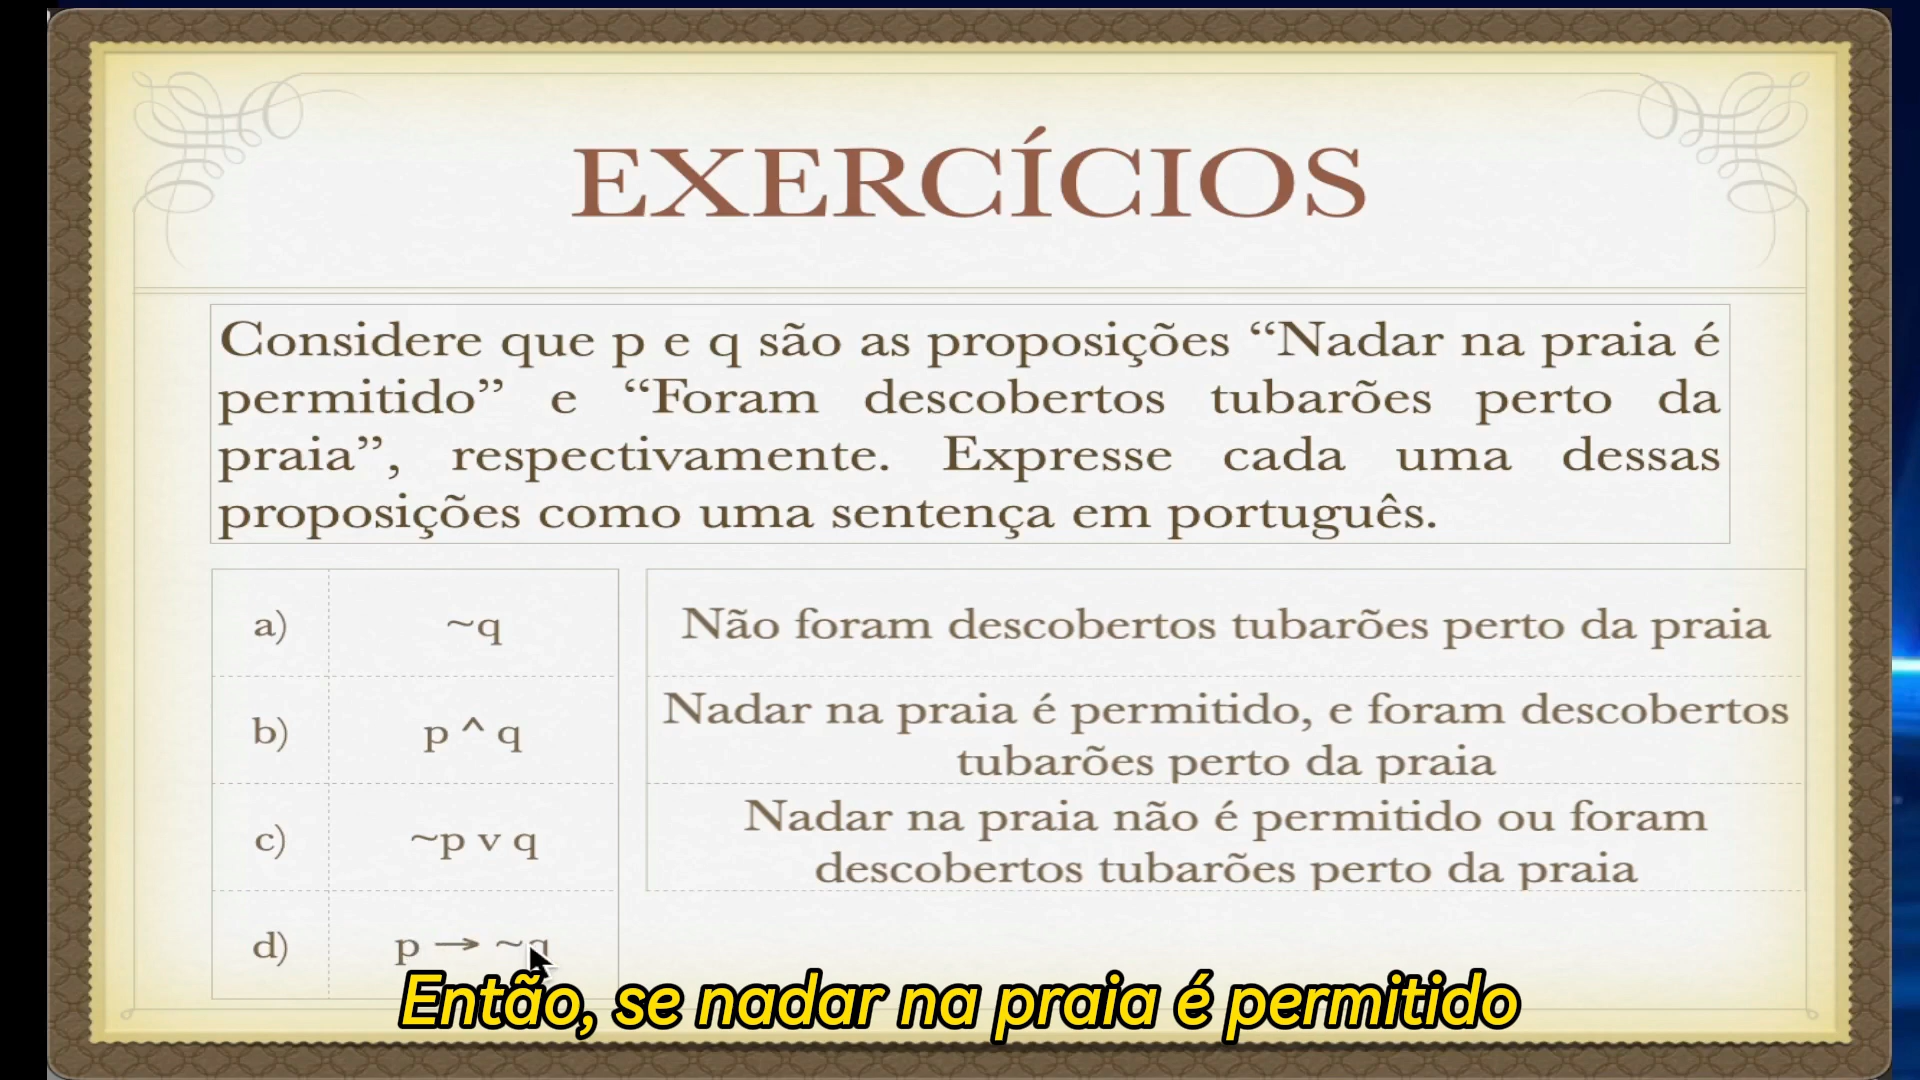 EXERCÍCIOS
Considere que p e q são as proposições “Nadar na praia é
permitido” e “Foram descobertos tubarões perto da
praia”, respectivamente. Expresse cada uma dessas
proposições como uma sentença em português.
a) ~q Não foram descobertos tubarões perto da praia
b) p ^ q Nadar na praia é permitido, e foram descobertos
tubarões perto da praia
c) ~p v q Nadar na praia não é permitido ou foram
descobertos tubarões perto da praia
d) p → ~q
Então, se nadar na praia é permitido